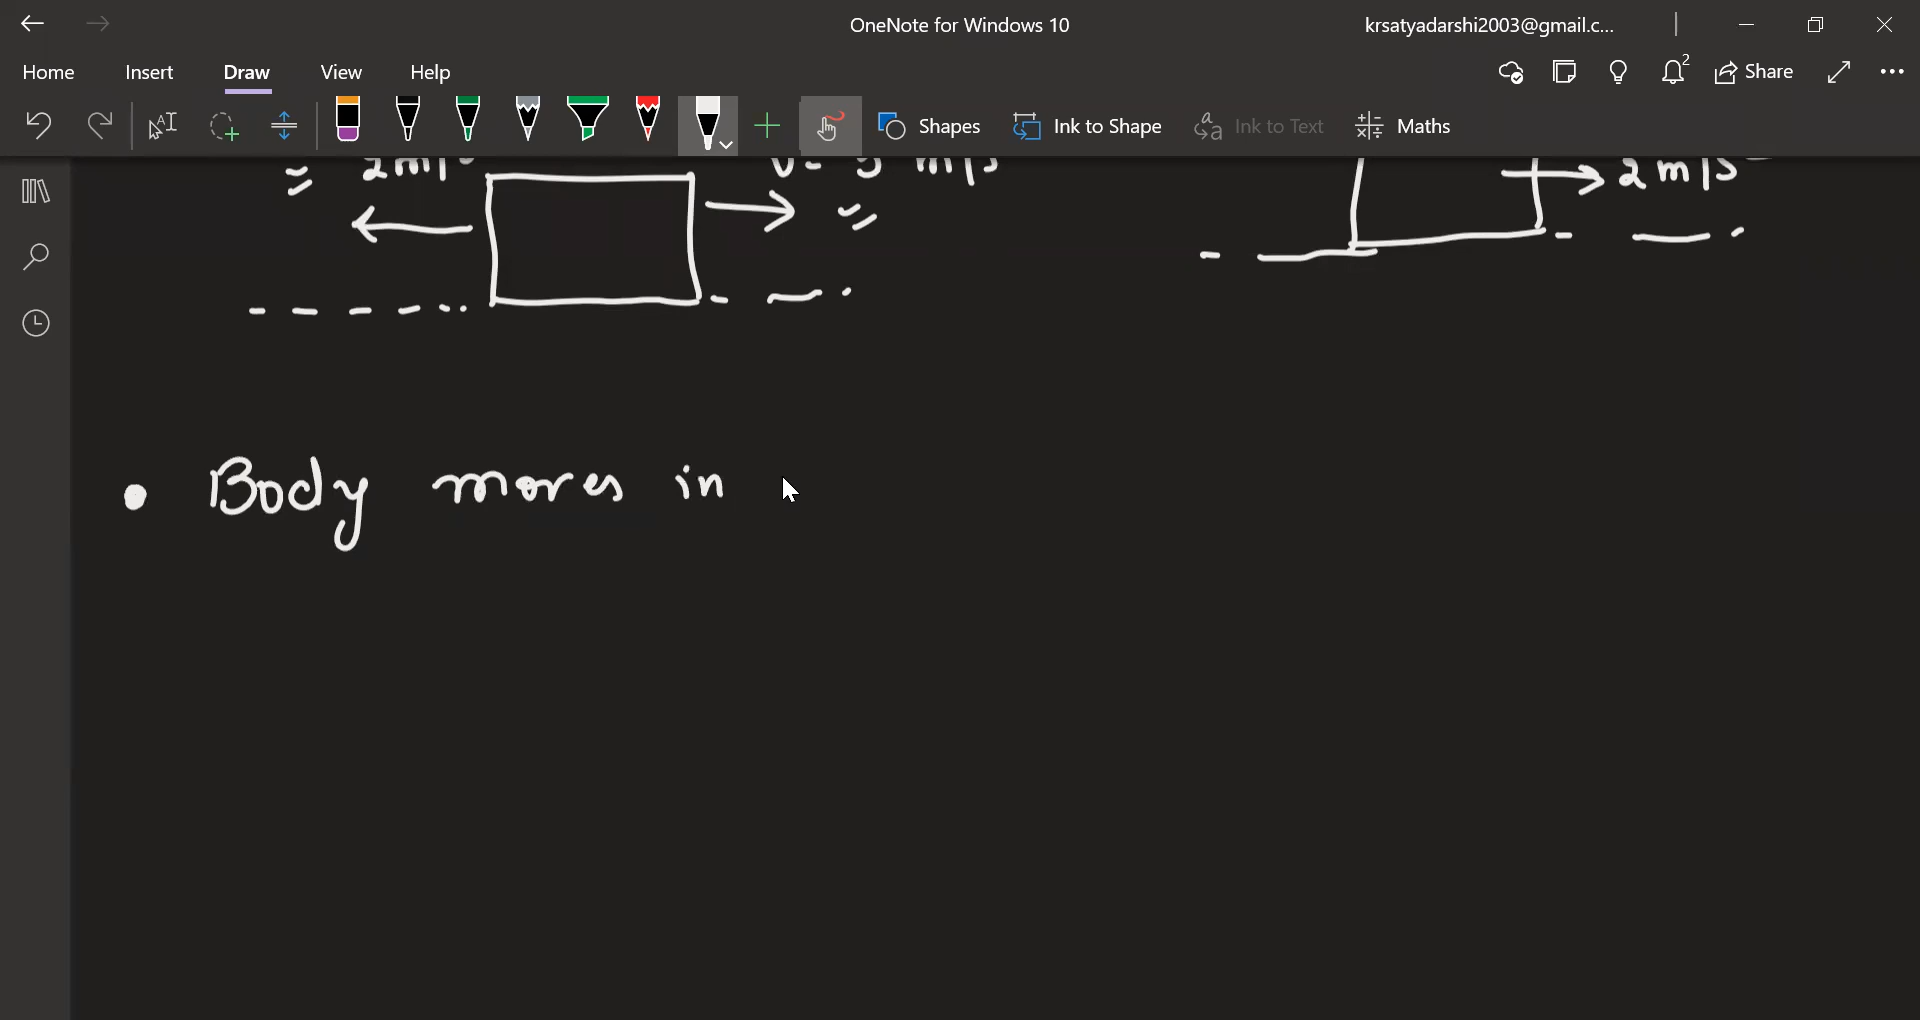 OneNote for Windows 10
krsatyadarshi2003@gmail.c...
Home Insert Draw View Help
2
Share
Shapes Ink to Shape Ink to Text Maths
2 m/s
• Body moves in